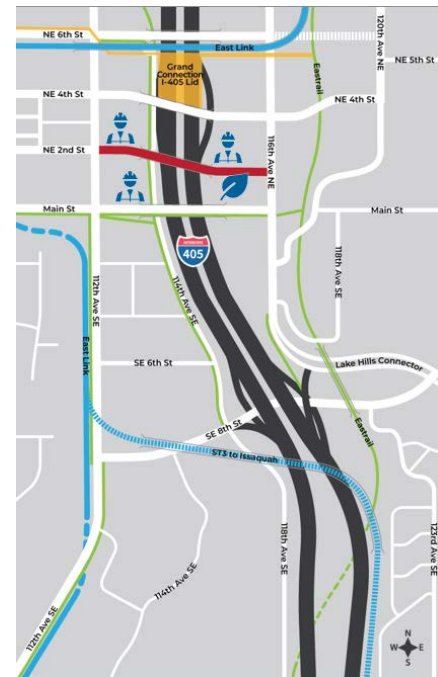 NE 6th St
East Link
120th Ave NE
Grand
Connection
I-405 Lid
Eastrail
NE 5th St
NE 4th St
NE 4th St
116th Ave NE
NE 2nd St
Main St
Main St
INTERSTATE
405
112th Ave SE
114th Ave SE
118th Ave SE
East Link
SE 6th St
Lake Hills Connector
SE 8th St
Eastrail
ST3 to Issaquah
114th Ave SE
118th Ave SE
123rd Ave SE
112th Ave SE
N
W E
S